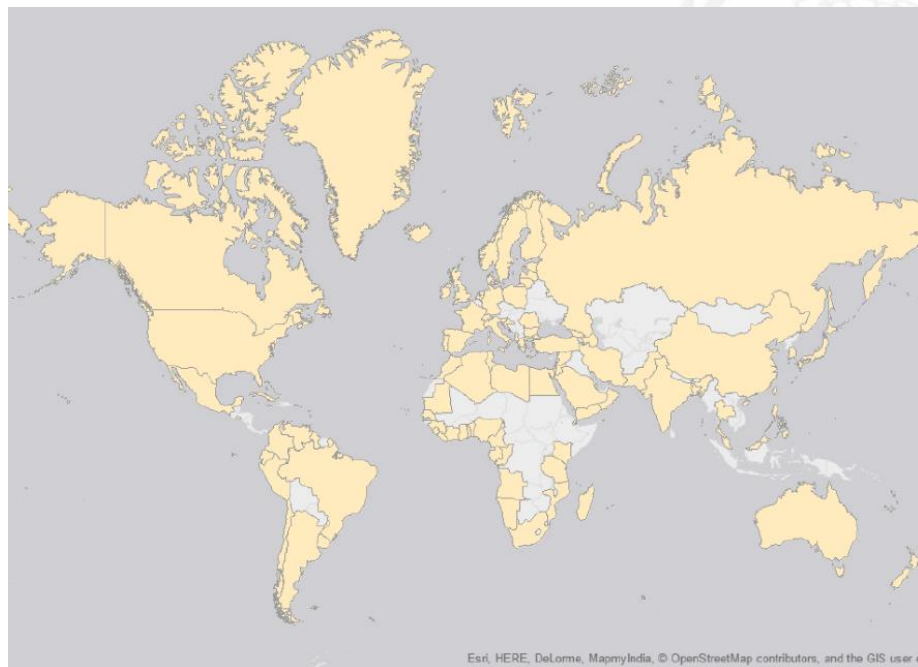 Esri, HERE, DeLorme, MapmyIndia, © OpenStreetMap contributors, and the GIS user